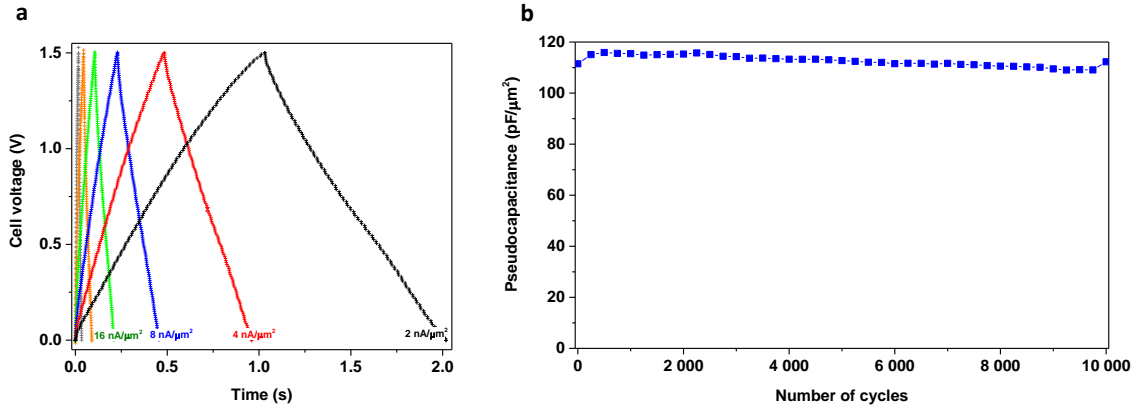 a
1.5
1.0
0.5
0.0
Cell voltage (V)
16 nA/μm²
8 nA/μm²
4 nA/μm²
2 nA/μm²
0.0 0.5 1.0 1.5 2.0
Time (s)
b
120
100
80
60
40
20
0
Pseudocapacitance (pF/μm²)
0 2 000 4 000 6 000 8 000 10 000
Number of cycles